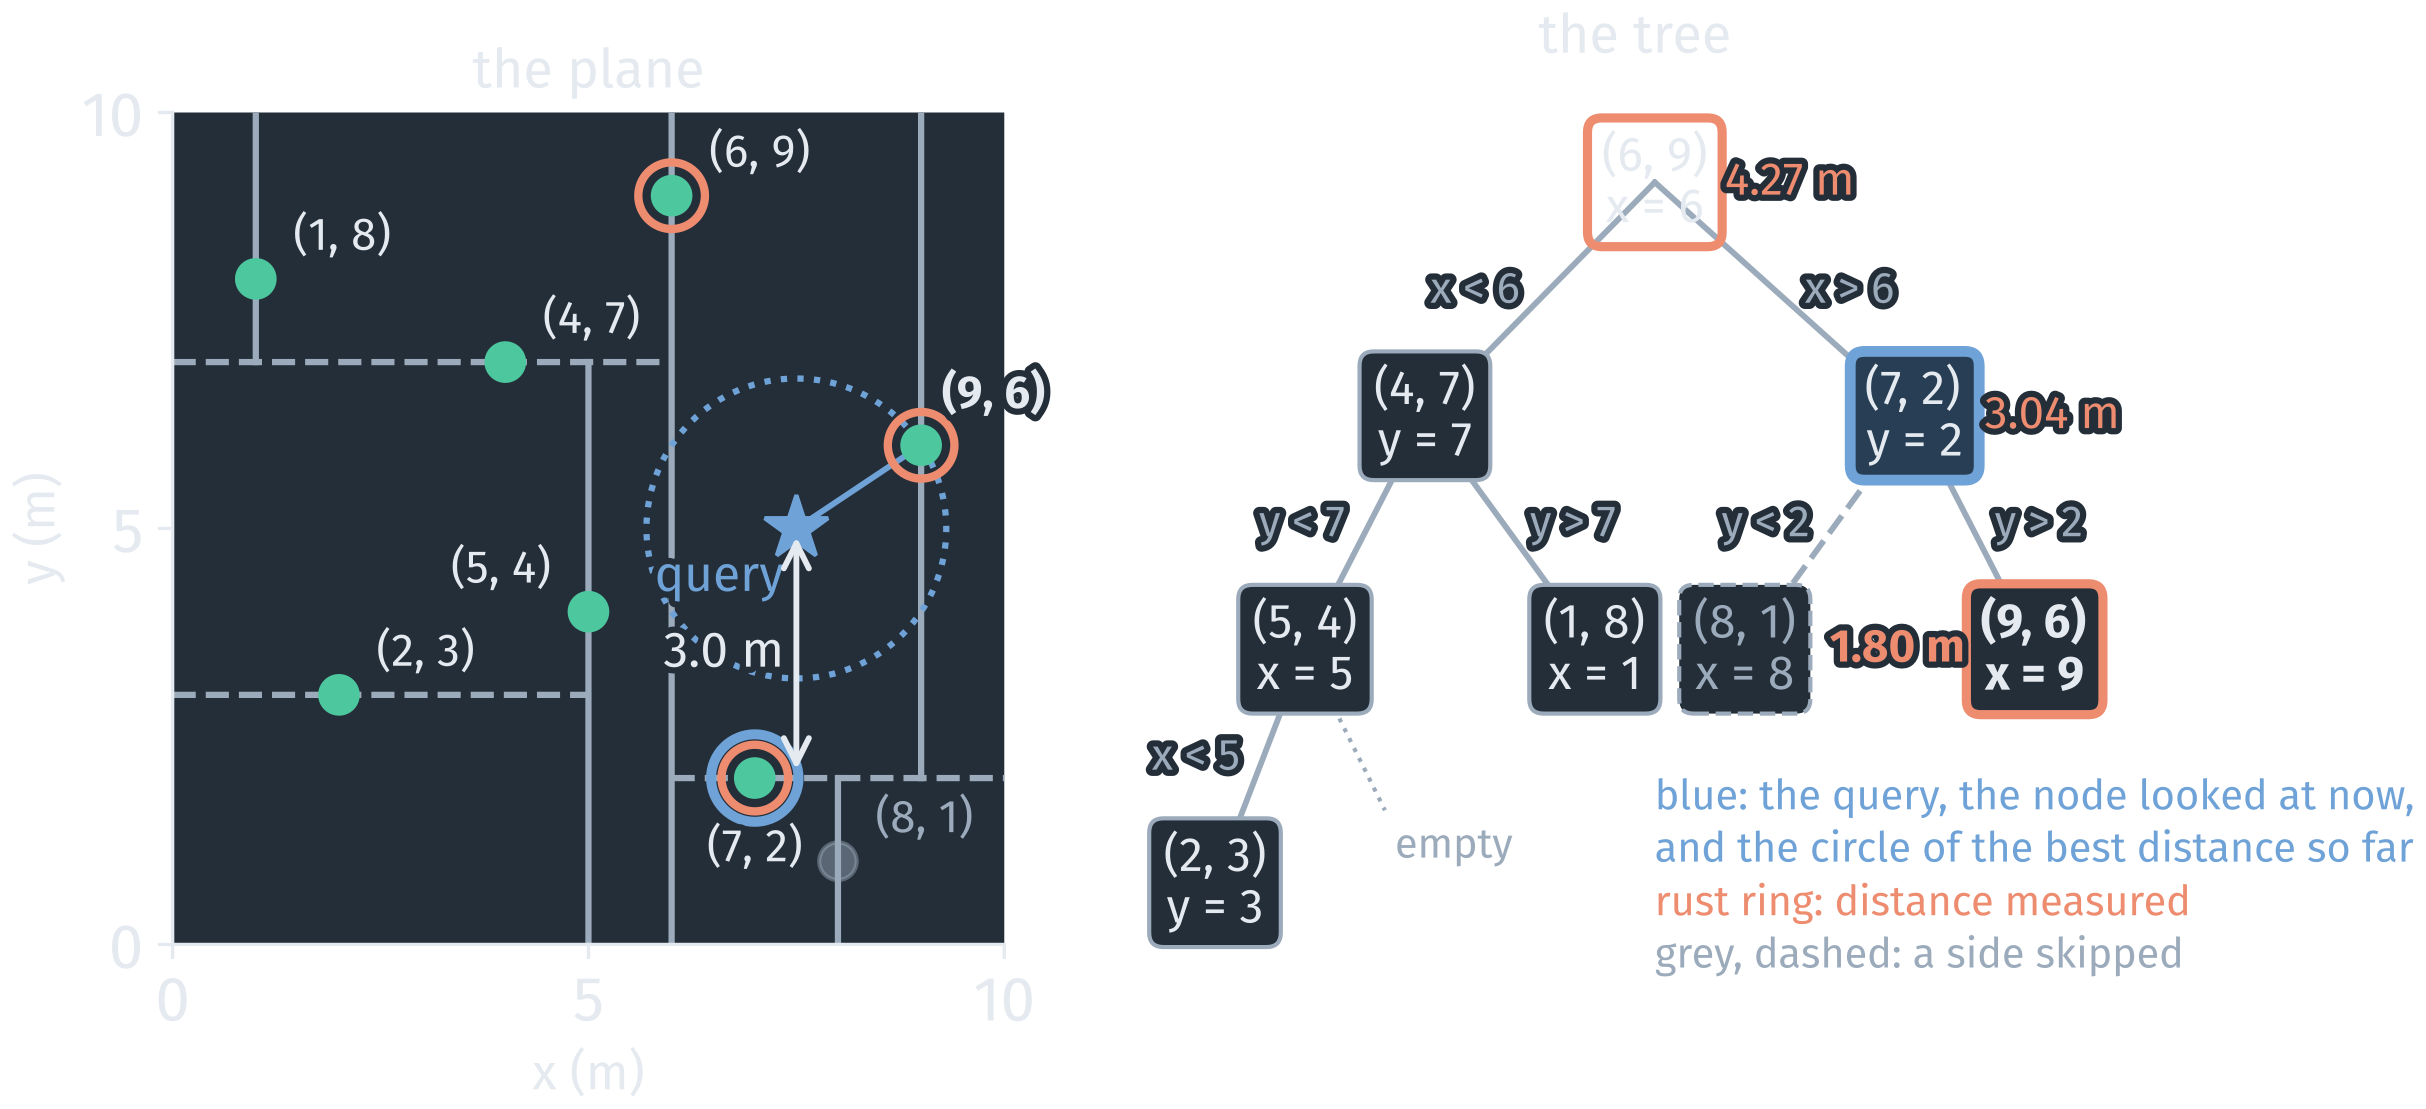 the plane
10
5
0
0
5
10
x (m)
y (m)
(6, 9)
(1, 8)
(4, 7)
(9, 6)
query
(5, 4)
3.0 m
(2, 3)
(7, 2)
(8, 1)
the tree
(6, 9)
x = 6
4.27 m
x<6
x>6
(4, 7)
y = 7
(7, 2)
y = 2
3.04 m
y<7
y>7
y<2
y>2
(5, 4)
x = 5
(1, 8)
x = 1
(8, 1)
x = 8
1.80 m
(9, 6)
x = 9
x<5
empty
(2, 3)
y = 3
blue: the query, the node looked at now,
and the circle of the best distance so far
rust ring: distance measured
grey, dashed: a side skipped